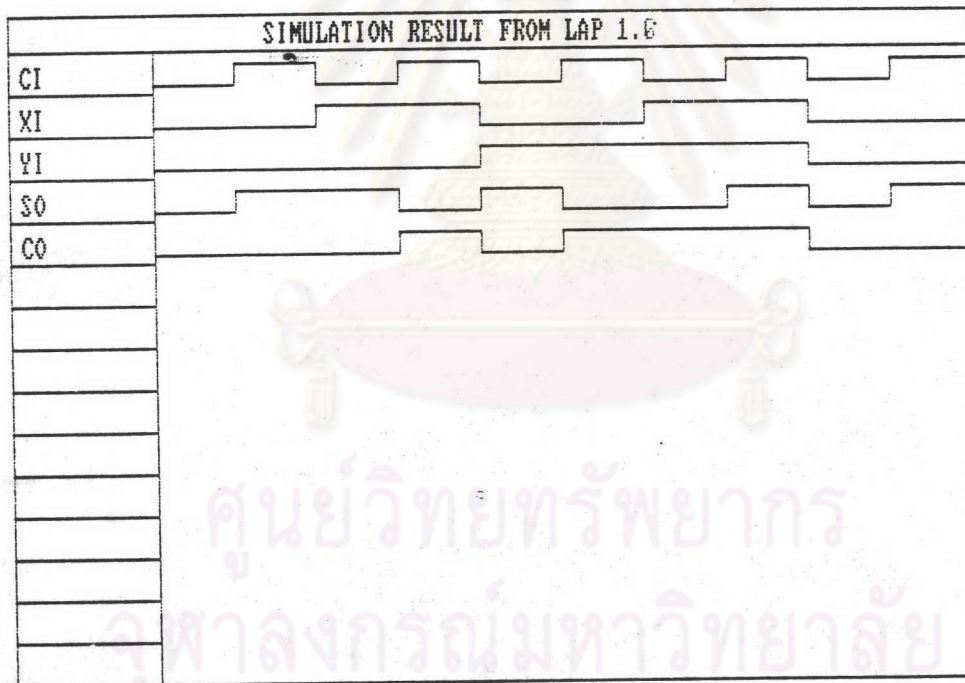 SIMULATION RESULT FROM LAP 1.6
CI
XI
YI
SO
CO
ศูนย์วิทยทรัพยากร
จุฬาลงกรณ์มหาวิทยาลัย